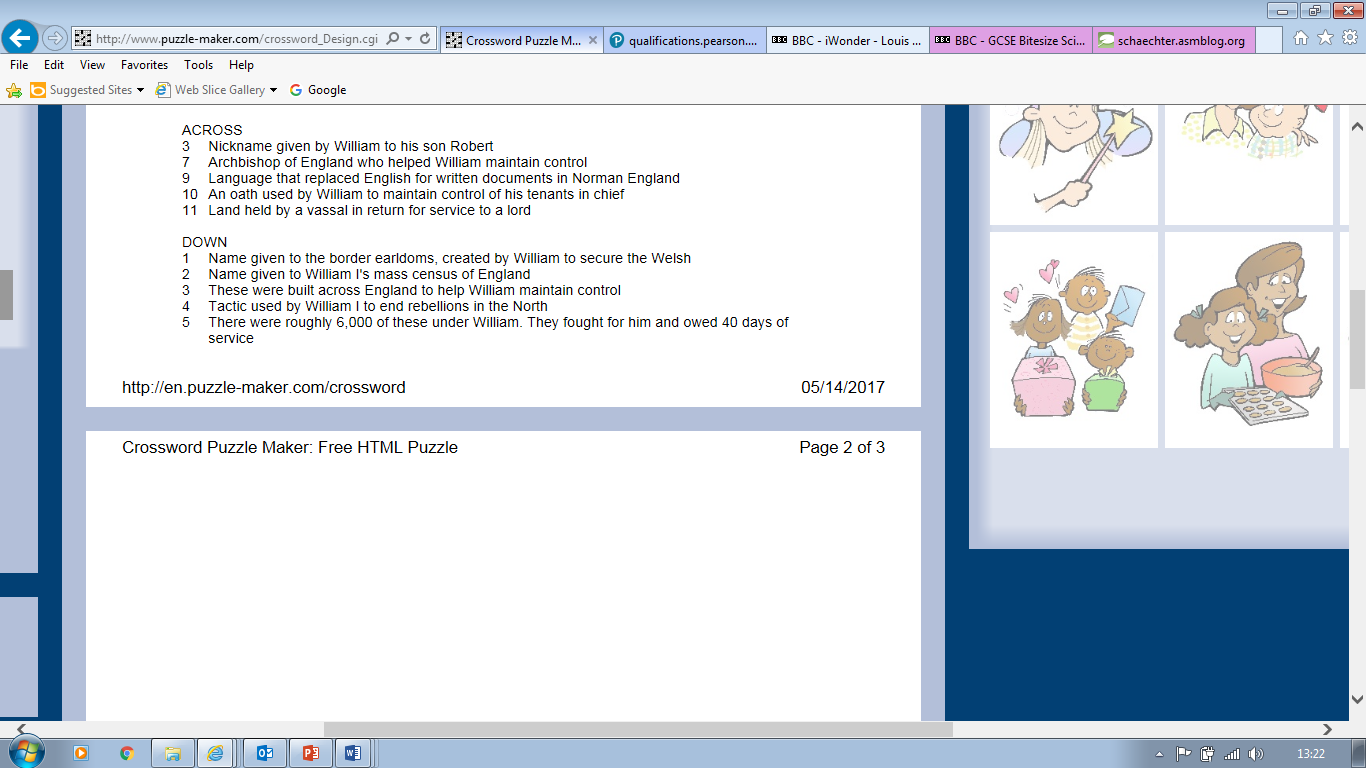 http://www.puzzle-maker.com/crossword_Design.cgi
Crossword Puzzle M...
qualifications.pearson....
BBC - iWonder - Louis ...
BBC - GCSE Bitesize Sci...
schaechter.asmblog.org
File Edit View Favorites Tools Help
Suggested Sites Web Slice Gallery Google
ACROSS
3 Nickname given by William to his son Robert
7 Archbishop of England who helped William maintain control
9 Language that replaced English for written documents in Norman England
10 An oath used by William to maintain control of his tenants in chief
11 Land held by a vassal in return for service to a lord
DOWN
1 Name given to the border earldoms, created by William to secure the Welsh
2 Name given to William I's mass census of England
3 These were built across England to help William maintain control
4 Tactic used by William I to end rebellions in the North
5 There were roughly 6,000 of these under William. They fought for him and owed 40 days of
service
http://en.puzzle-maker.com/crossword 05/14/2017
Crossword Puzzle Maker: Free HTML Puzzle Page 2 of 3
13:22